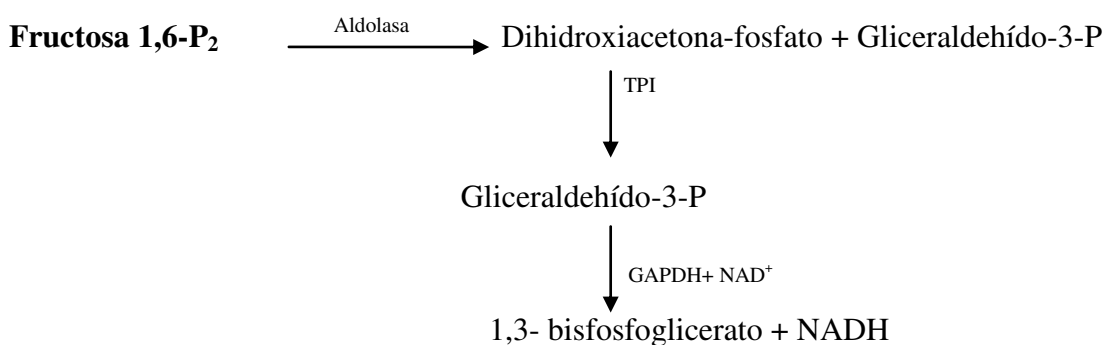 Aldolasa
Fructosa 1,6-P₂ Dihidroxiacetona-fosfato + Gliceraldehído-3-P
TPI
Gliceraldehído-3-P
GAPDH+ NAD⁺
1,3- bisfosfoglicerato + NADH